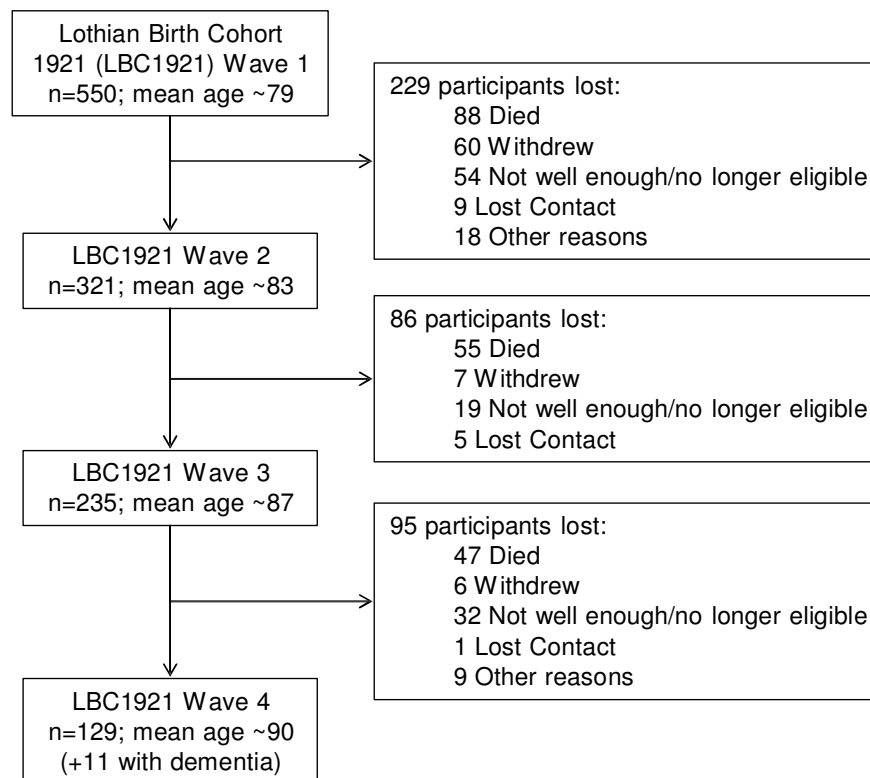 Lothian Birth Cohort
1921 (LBC1921) Wave 1
n=550; mean age ~79
229 participants lost:
88 Died
60 Withdrew
54 Not well enough/no longer eligible
9 Lost Contact
18 Other reasons
LBC1921 Wave 2
n=321; mean age ~83
86 participants lost:
55 Died
7 Withdrew
19 Not well enough/no longer eligible
5 Lost Contact
LBC1921 Wave 3
n=235; mean age ~87
95 participants lost:
47 Died
6 Withdrew
32 Not well enough/no longer eligible
1 Lost Contact
9 Other reasons
LBC1921 Wave 4
n=129; mean age ~90
(+11 with dementia)